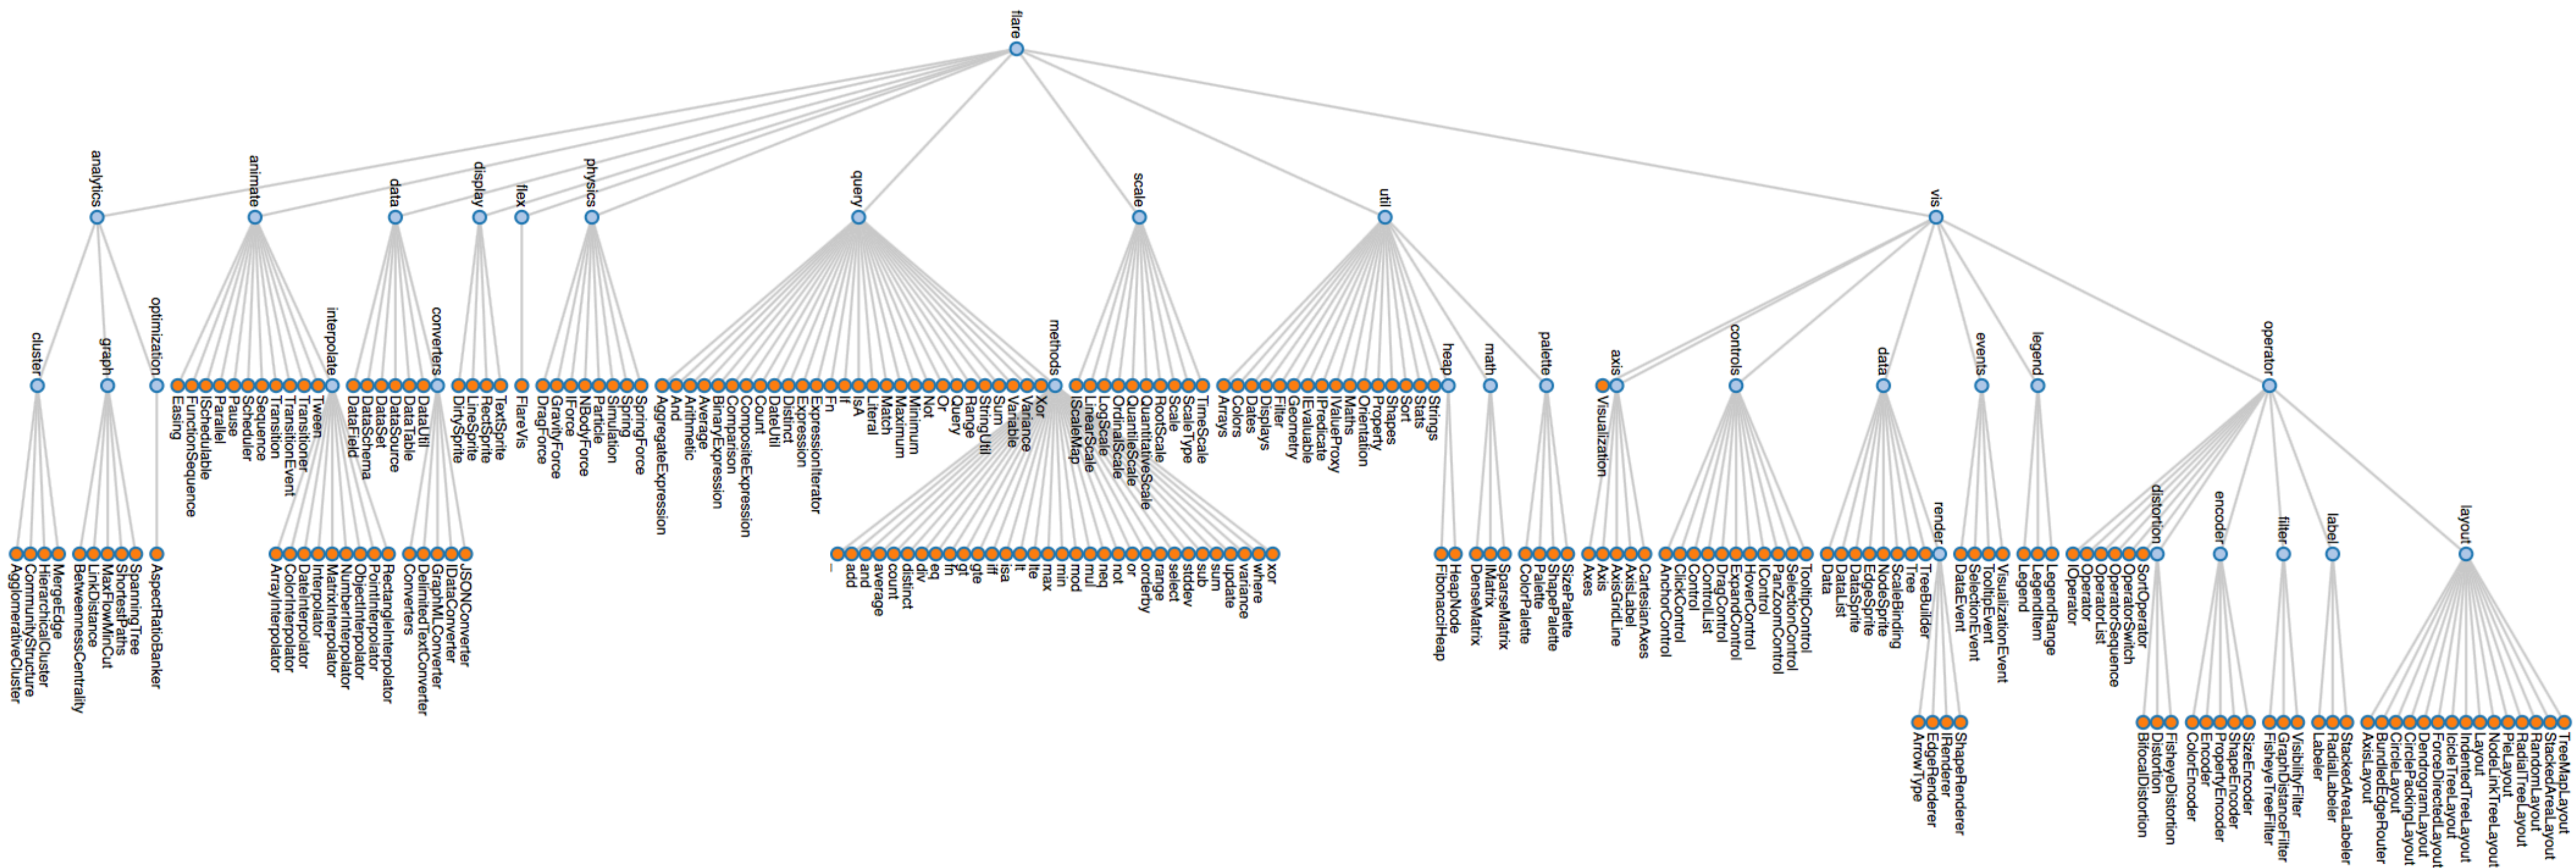 flare
analytics
animate
data
display
flex
physics
query
scale
util
vis
cluster
graph
optimization
interpolate
converters
methods
heap
math
palette
axis
controls
data
events
legend
operator
Easing
FunctionSequence
ISchedulable
Parallel
Pause
Scheduler
Sequence
Transition
TransitionEvent
Transitioner
Tween
DataField
DataSchema
DataSet
DataSource
DataTable
DataUtil
DirtySprite
LineSprite
RectSprite
TextSprite
FlareVis
DragForce
GravityForce
IForce
NBodyForce
Particle
Simulation
Spring
SpringForce
AggregateExpression
And
Arithmetic
Average
BinaryExpression
Comparison
CompositeExpression
Count
DateUtil
Distinct
Expression
ExpressionIterator
Fn
If
IsA
Literal
Match
Maximum
Minimum
Not
Or
Query
Range
StringUtil
Sum
Variable
Variance
Xor
IScaleMap
LinearScale
LogScale
OrdinalScale
QuantileScale
QuantitativeScale
RootScale
Scale
ScaleType
TimeScale
Arrays
Colors
Dates
Displays
Filter
Geometry
IEvaluable
IPredicate
IValueProxy
Maths
Orientation
Property
Shapes
Sort
Stats
Strings
Visualization
render
distortion
encoder
filter
label
layout
AgglomerativeCluster
CommunityStructure
HierarchicalCluster
MergeEdge
BetweennessCentrality
LinkDistance
MaxFlowMinCut
ShortestPaths
SpanningTree
AspectRatioBanker
ArrayInterpolator
ColorInterpolator
DateInterpolator
Interpolator
MatrixInterpolator
NumberInterpolator
ObjectInterpolator
PointInterpolator
RectangleInterpolator
Converters
DelimitedTextConverter
GraphMLConverter
IDataConverter
JSONConverter
_
add
and
average
count
distinct
div
eq
fn
gt
gte
iff
isa
lt
lte
max
min
mod
mul
neq
not
or
orderby
range
select
stddev
sub
sum
update
variance
where
xor
FibonacciHeap
HeapNode
DenseMatrix
IMatrix
SparseMatrix
ColorPalette
Palette
ShapePalette
SizePalette
Axes
Axis
AxisGridLine
AxisLabel
CartesianAxes
AnchorControl
ClickControl
Control
ControlList
DragControl
ExpandControl
HoverControl
IControl
PanZoomControl
SelectionControl
TooltipControl
Data
DataList
DataSprite
EdgeSprite
NodeSprite
ScaleBinding
Tree
TreeBuilder
DataEvent
SelectionEvent
TooltipEvent
VisualizationEvent
Legend
LegendItem
LegendRange
IOperator
Operator
OperatorList
OperatorSequence
OperatorSwitch
SortOperator
ArrowType
EdgeRenderer
IRenderer
ShapeRenderer
BifocalDistortion
Distortion
FisheyeDistortion
ColorEncoder
Encoder
PropertyEncoder
ShapeEncoder
SizeEncoder
FisheyeTreeFilter
GraphDistanceFilter
VisibilityFilter
Labeler
RadialLabeler
StackedAreaLabeler
AxisLayout
BundledEdgeRouter
CircleLayout
CirclePackingLayout
DendrogramLayout
ForceDirectedLayout
IcicleTreeLayout
IndentedTreeLayout
Layout
NodeLinkTreeLayout
PieLayout
RadialTreeLayout
RandomLayout
StackedAreaLayout
TreeMapLayout